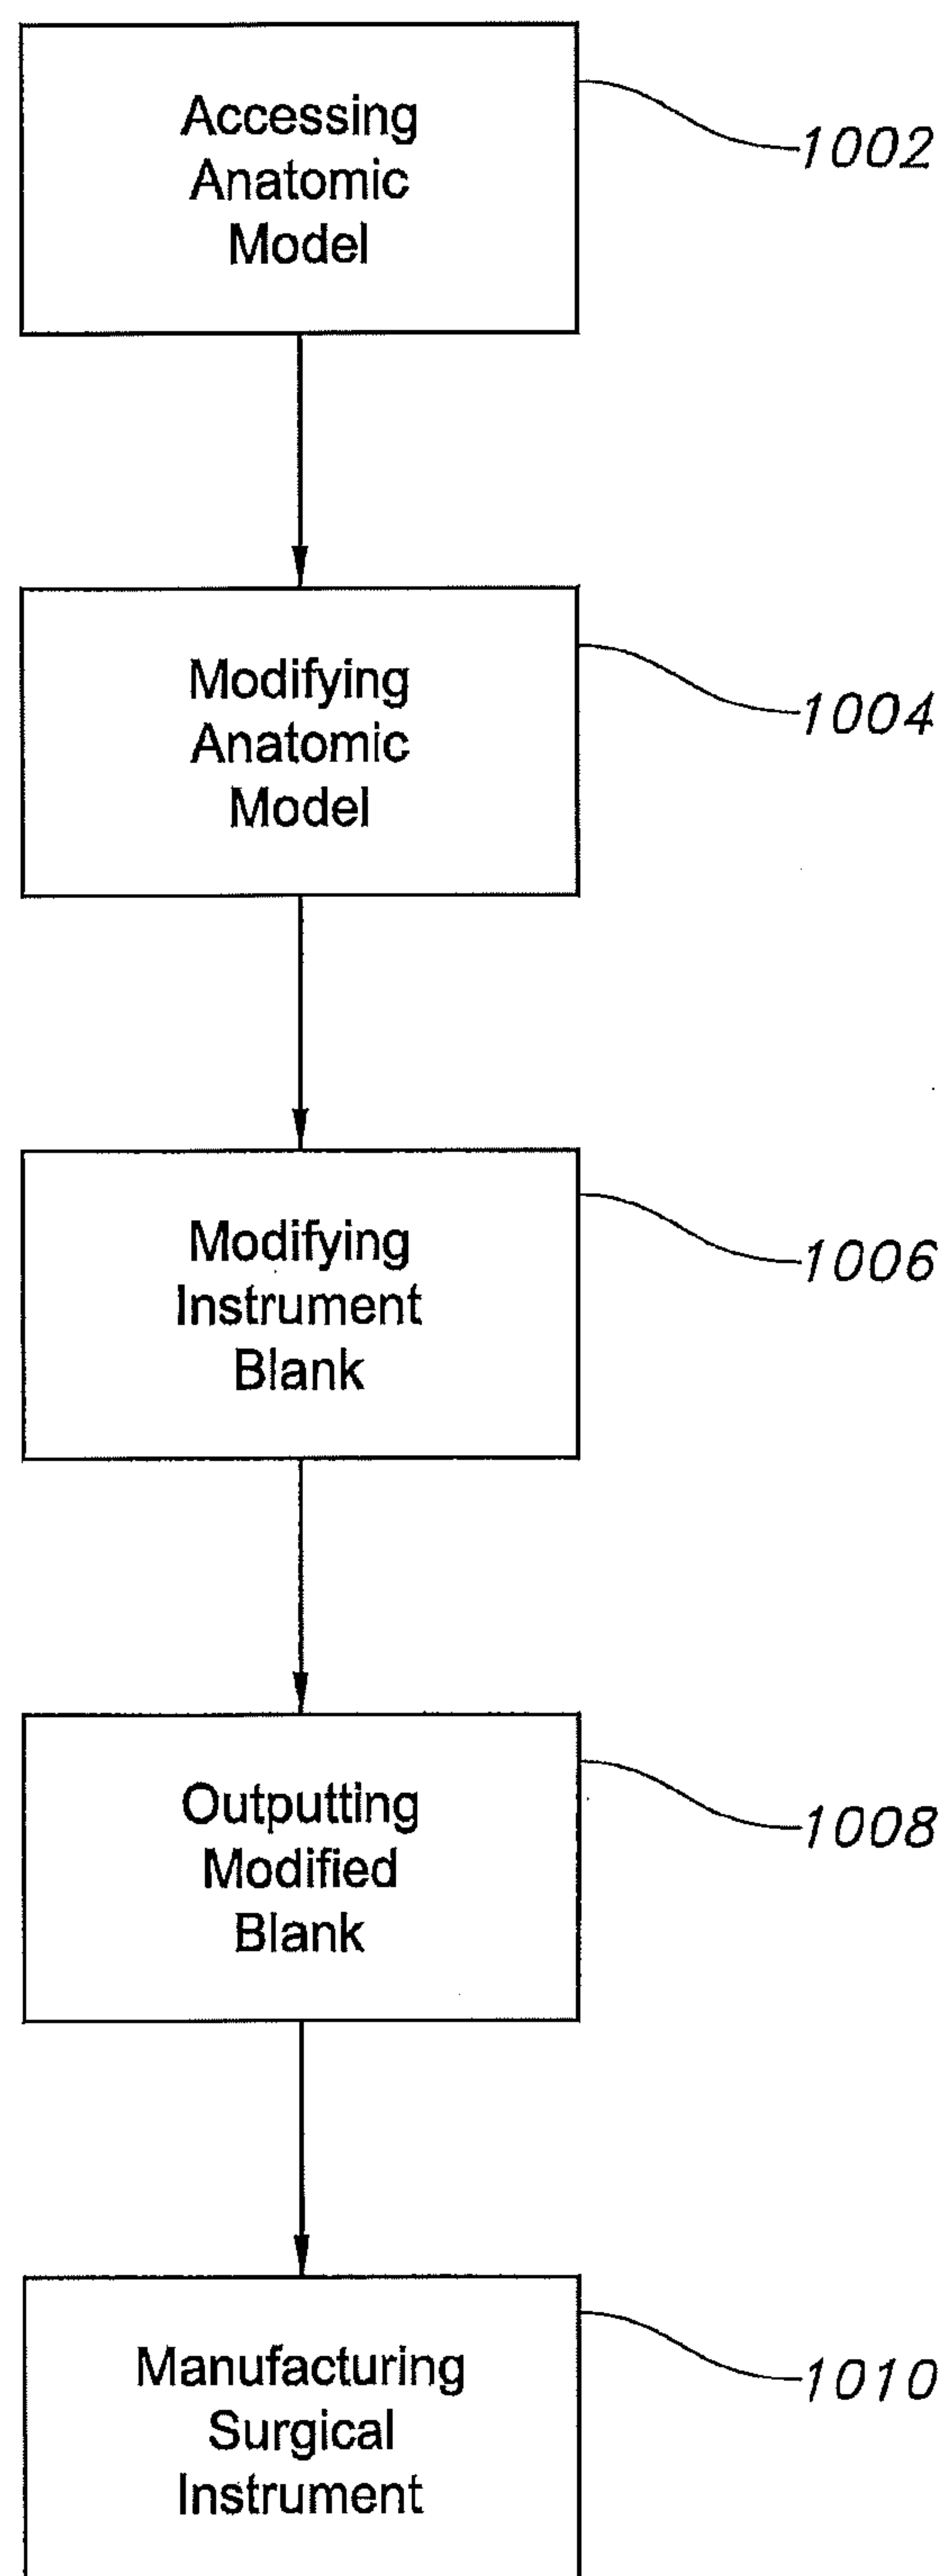 Accessing
Anatomic
Model
1002
Modifying
Anatomic
Model
1004
Modifying
Instrument
Blank
1006
Outputting
Modified
Blank
1008
Manufacturing
Surgical
Instrument
1010